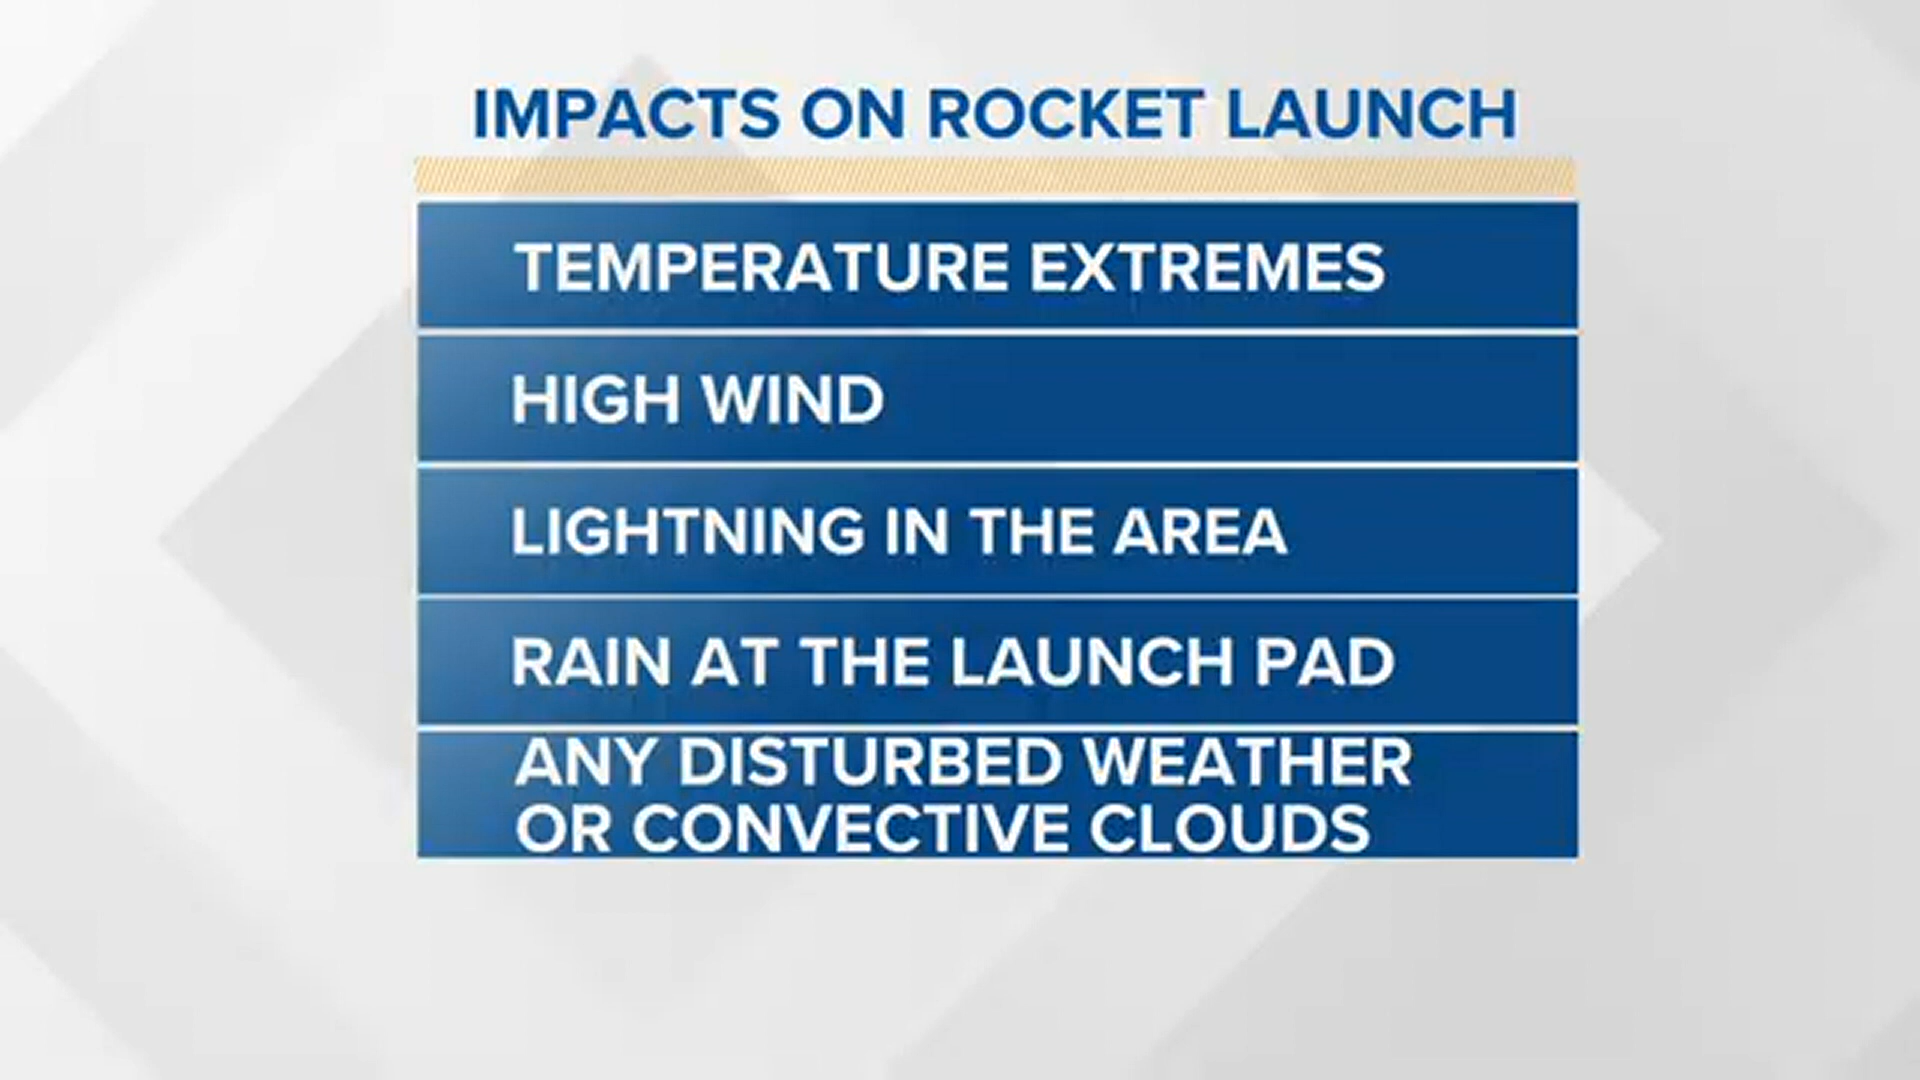 IMPACTS ON ROCKET LAUNCH
TEMPERATURE EXTREMES
HIGH WIND
LIGHTNING IN THE AREA
RAIN AT THE LAUNCH PAD
ANY DISTURBED WEATHER
OR CONVECTIVE CLOUDS